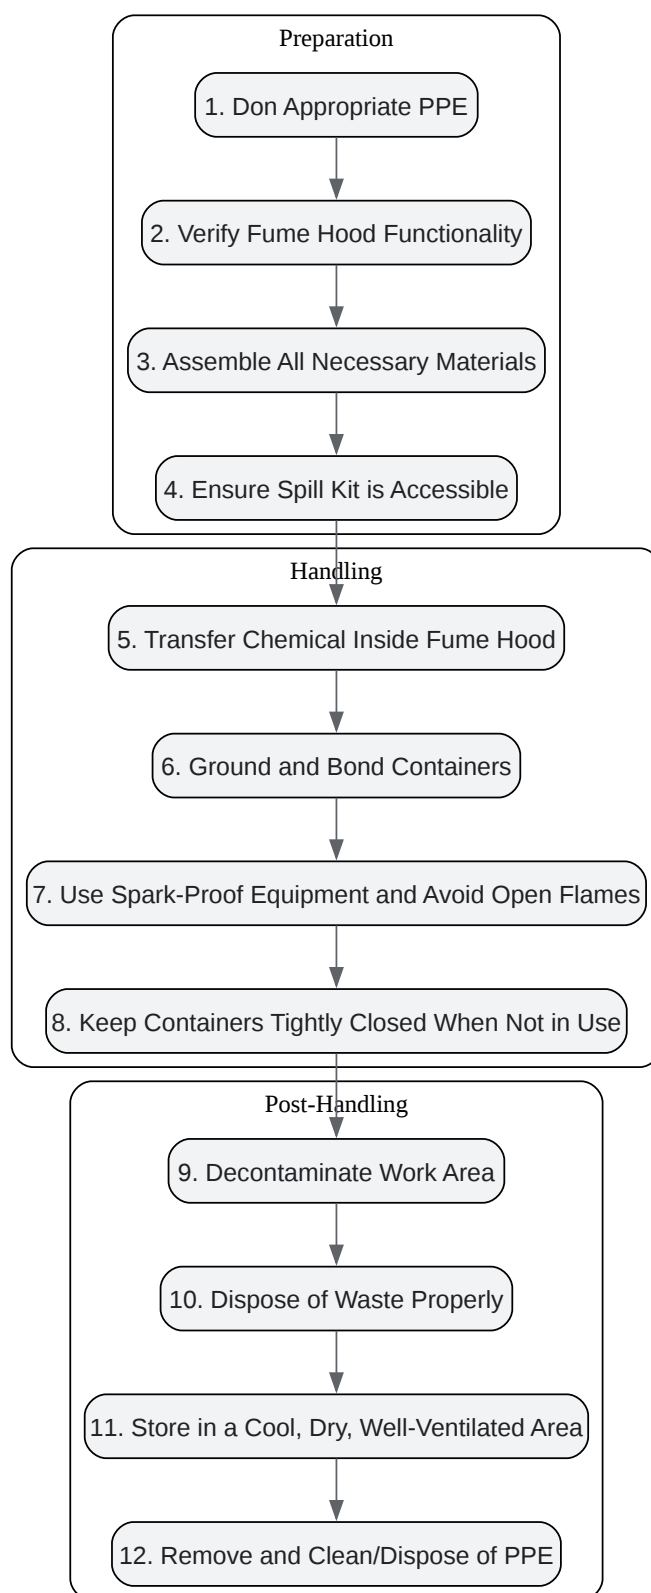 Preparation
1. Don Appropriate PPE
2. Verify Fume Hood Functionality
3. Assemble All Necessary Materials
4. Ensure Spill Kit is Accessible
Handling
5. Transfer Chemical Inside Fume Hood
6. Ground and Bond Containers
7. Use Spark-Proof Equipment and Avoid Open Flames
8. Keep Containers Tightly Closed When Not in Use
Post-Handling
9. Decontaminate Work Area
10. Dispose of Waste Properly
11. Store in a Cool, Dry, Well-Ventilated Area
12. Remove and Clean/Dispose of PPE